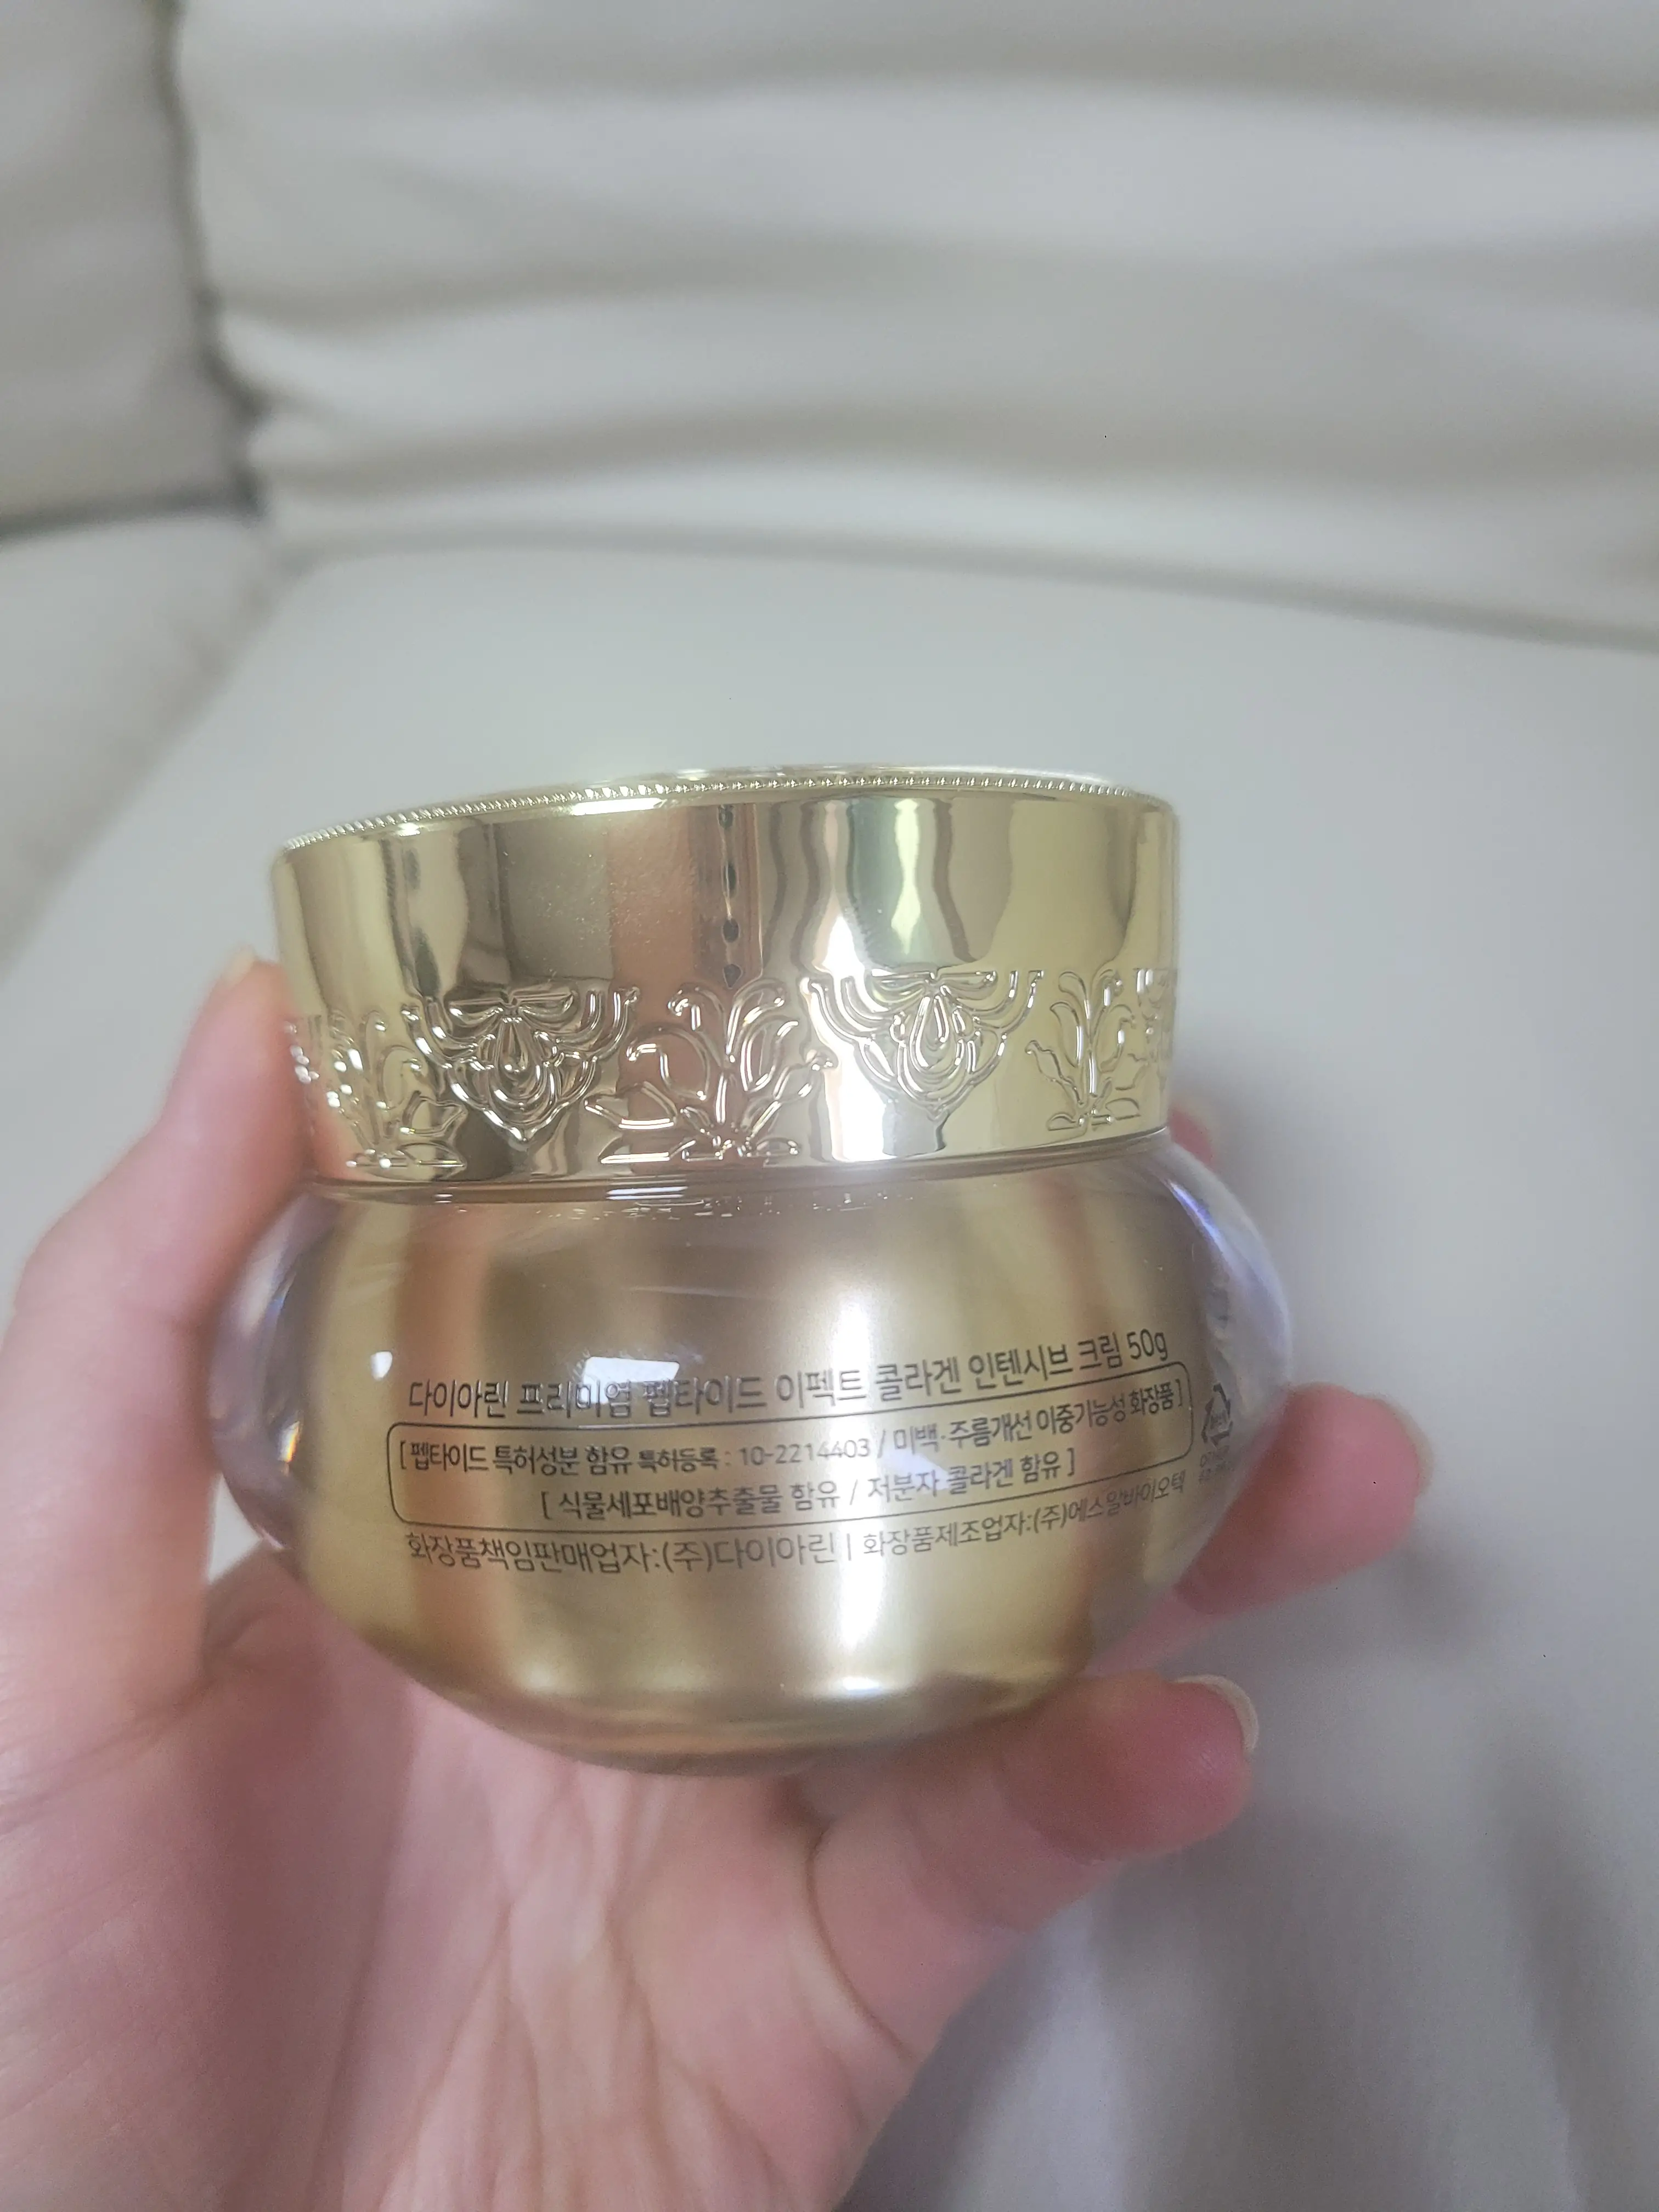 다이아린 프리미엄 펩타이드 이펙트 콜라겐 인텐시브 크림 50g
[ 펩타이드 특허성분 함유 특허등록 : 10-2214403 / 미백·주름개선 이중기능성 화장품 ]
[ 식물세포배양추출물 함유 / 저분자 콜라겐 함유 ]
화장품책임판매업자:(주)다이아린 | 화장품제조업자:(주)에스알바이오텍